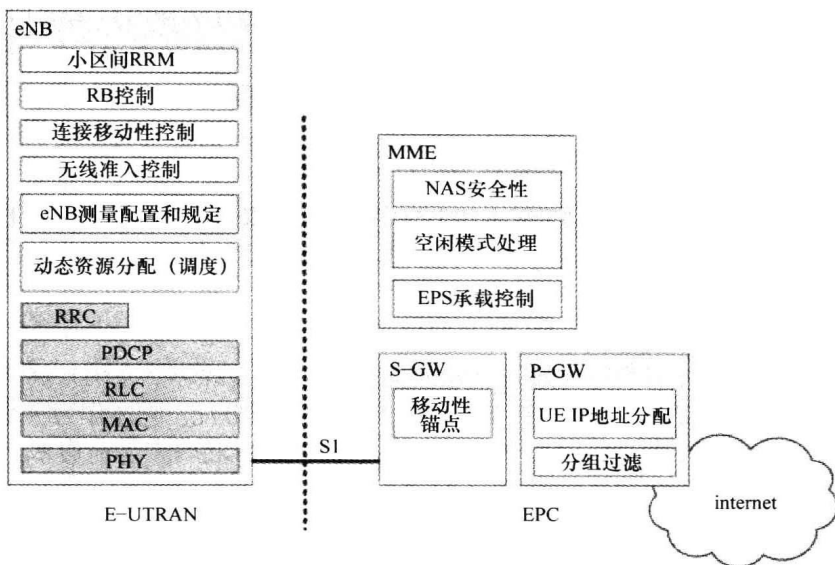 eNB
小区间RRM
RB控制
连接移动性控制
无线准入控制
eNB测量配置和规定
动态资源分配（调度）
RRC
PDCP
RLC
MAC
PHY
E-UTRAN
S1
MME
NAS安全性
空闲模式处理
EPS承载控制
S-GW
移动性
锚点
P-GW
UE IP地址分配
分组过滤
internet
EPC